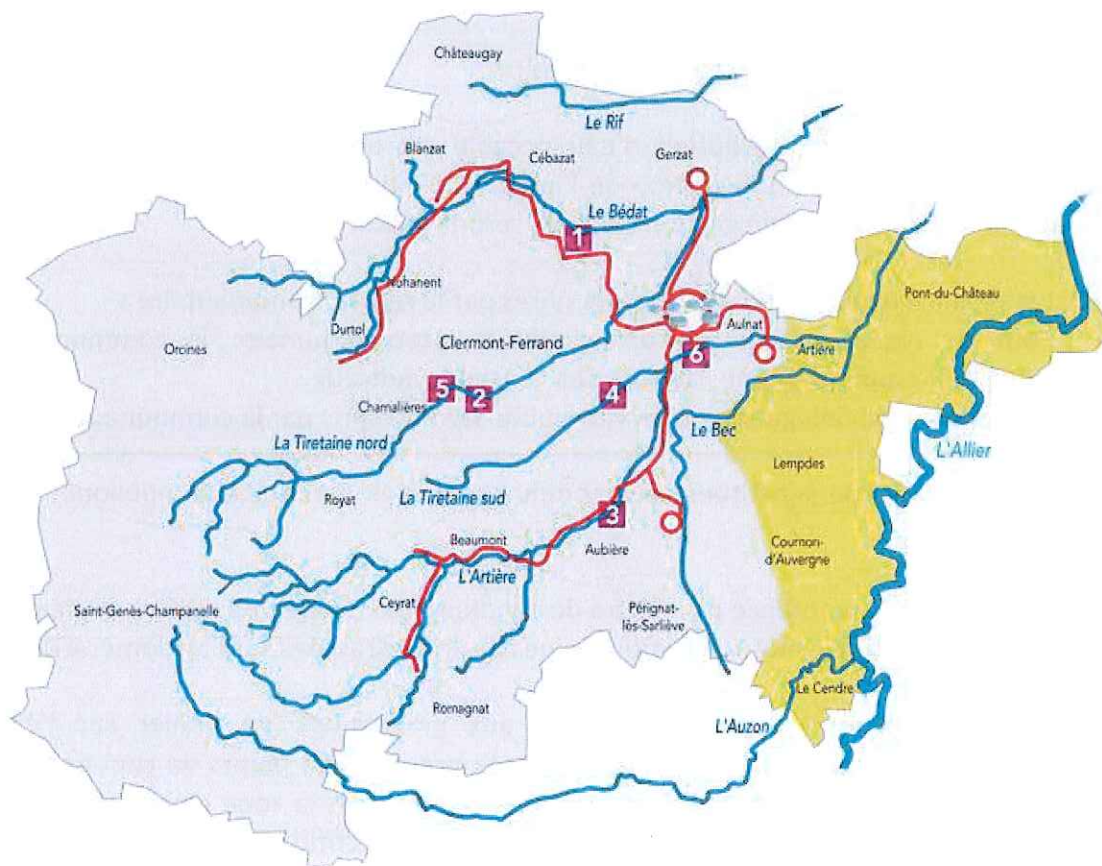 Châteaugay
Le Rif
Blanzat
Cébazat
Gerzat
Le Bédat
1
Nohanent
Pont-du-Château
Durtol
Aulnat
Orcines
Clermont-Ferrand
Artière
6
5
2
4
Chamalières
Le Bec
La Tiretaine nord
L'Allier
Lempdes
La Tiretaine sud
Royat
3
Beaumont
Aubière
Cournon-
d'Auvergne
L'Artière
Ceyrat
Saint-Genès-Champanelle
Pérignat-
lès-Sarliève
Le Cendre
Romagnat
L'Auzon